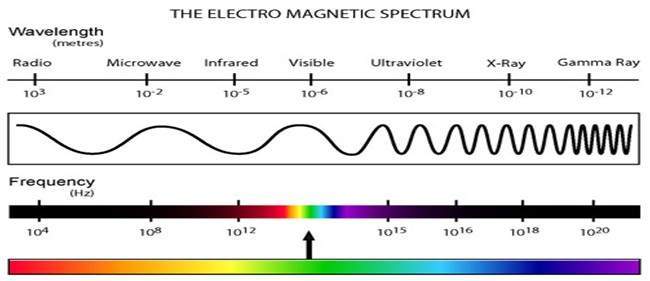 THE ELECTRO MAGNETIC SPECTRUM
Wavelength
(metres)
Radio Microwave Infrared Visible Ultraviolet X-Ray Gamma Ray
10³ 10⁻² 10⁻⁵ 10⁻⁶ 10⁻⁸ 10⁻¹⁰ 10⁻¹²
Frequency
(Hz)
10⁴ 10⁸ 10¹² 10¹⁵ 10¹⁶ 10¹⁸ 10²⁰